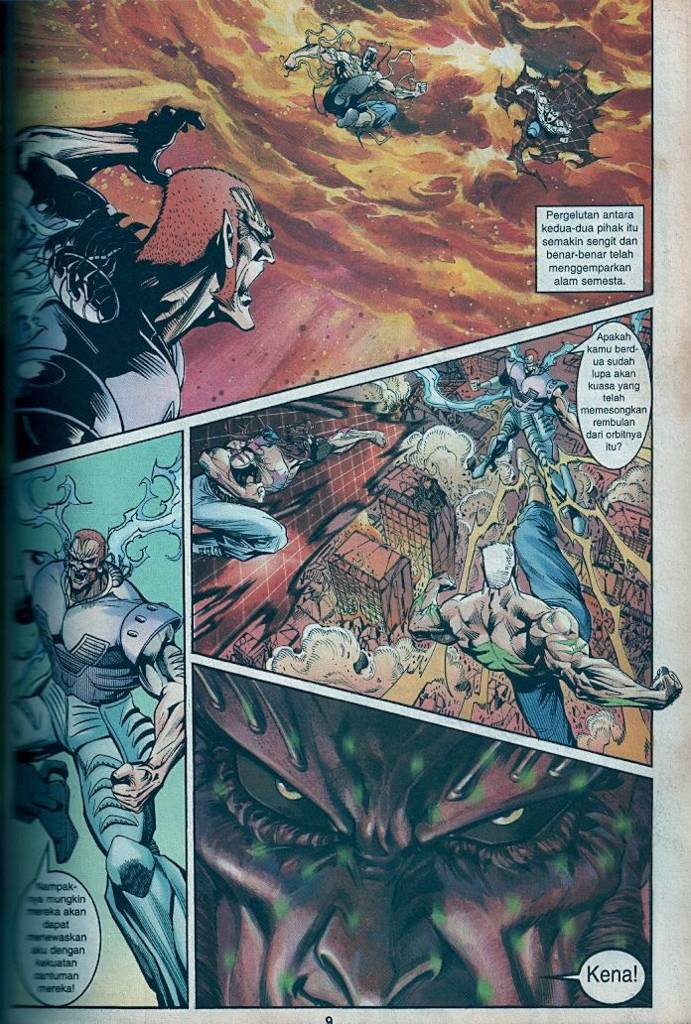 Pergelutan antara
kedua-dua pihak itu
semakin sengit dan
benar-benar telah
menggemparkan
alam semesta.
Apakah
kamu berd-
ua sudah
lupa akan
kuasa yang
telah
memesongkan
rembulan
dari orbitnya
itu?
Nampak-
nya mungkin
mereka akan
dapat
menewaskan
aku dengan
kekuatan
cantuman
mereka!
Kena!
9